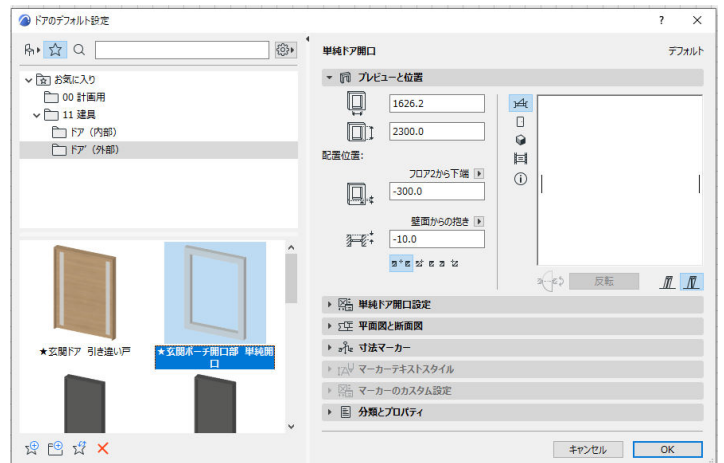 ドアのデフォルト設定
お気に入り
00 計画用
11 建具
ドア（内部）
ドア（外部）
★玄関ドア 引き違い戸
★玄関ポーチ開口部 単純開口
単純ドア開口
デフォルト
プレビューと位置
1626.2
2300.0
配置位置:
フロア2から下端
-300.0
壁面からの抱き
-10.0
反転
単純ドア開口設定
平面図と断面図
寸法マーカー
マーカーテキストスタイル
マーカーのカスタム設定
分類とプロパティ
キャンセル
OK